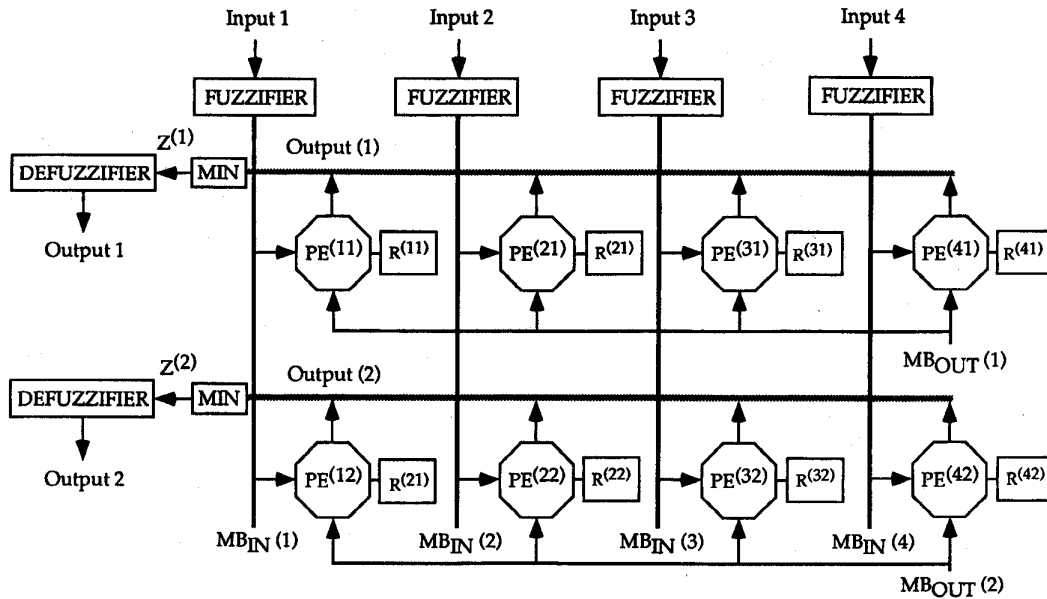 Input 1 Input 2 Input 3 Input 4
FUZZIFIER FUZZIFIER FUZZIFIER FUZZIFIER
Z(1) Output (1)
DEFUZZIFIER MIN
Output 1 PE(11) R(11) PE(21) R(21) PE(31) R(31) PE(41) R(41)
MBOUT (1)
Z(2) Output (2)
DEFUZZIFIER MIN
Output 2 PE(12) R(21) PE(22) R(22) PE(32) R(32) PE(42) R(42)
MBIN (1) MBIN (2) MBIN (3) MBIN (4)
MBOUT (2)